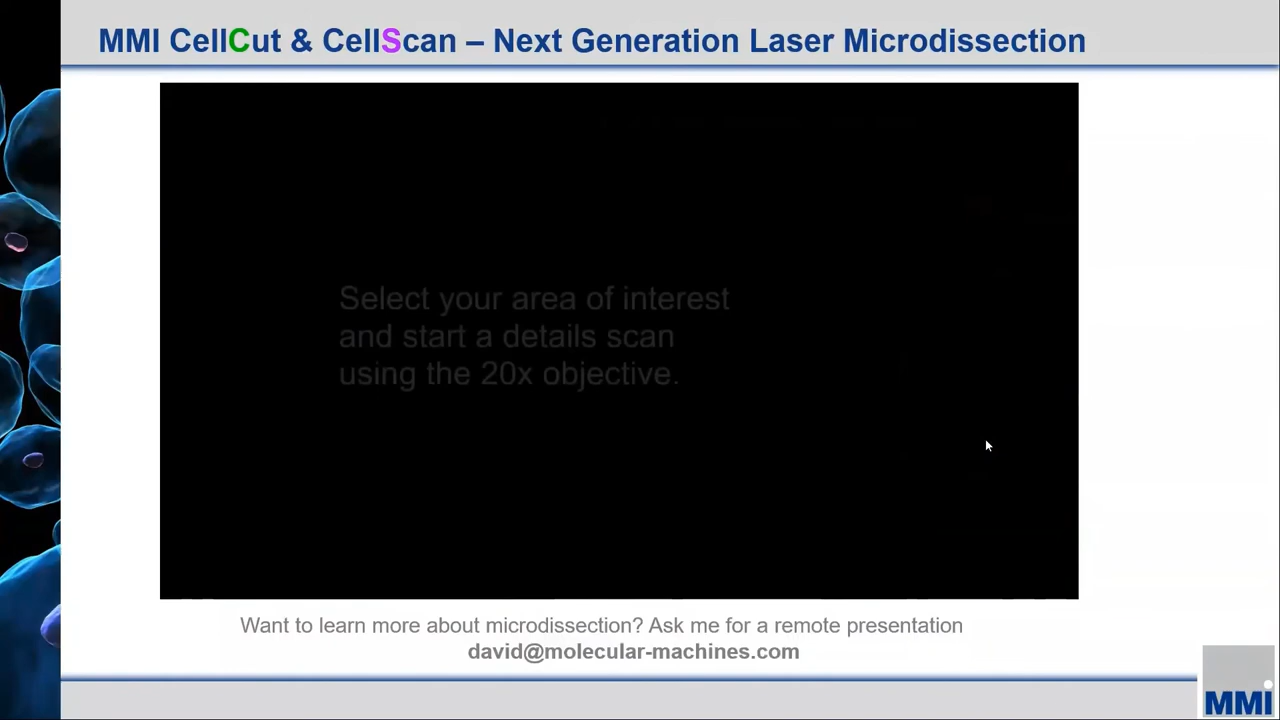 MMI CellCut & CellScan – Next Generation Laser Microdissection
Select your area of interest
and start a details scan
using the 20x objective.
Want to learn more about microdissection? Ask me for a remote presentation
david@molecular-machines.com
MMI